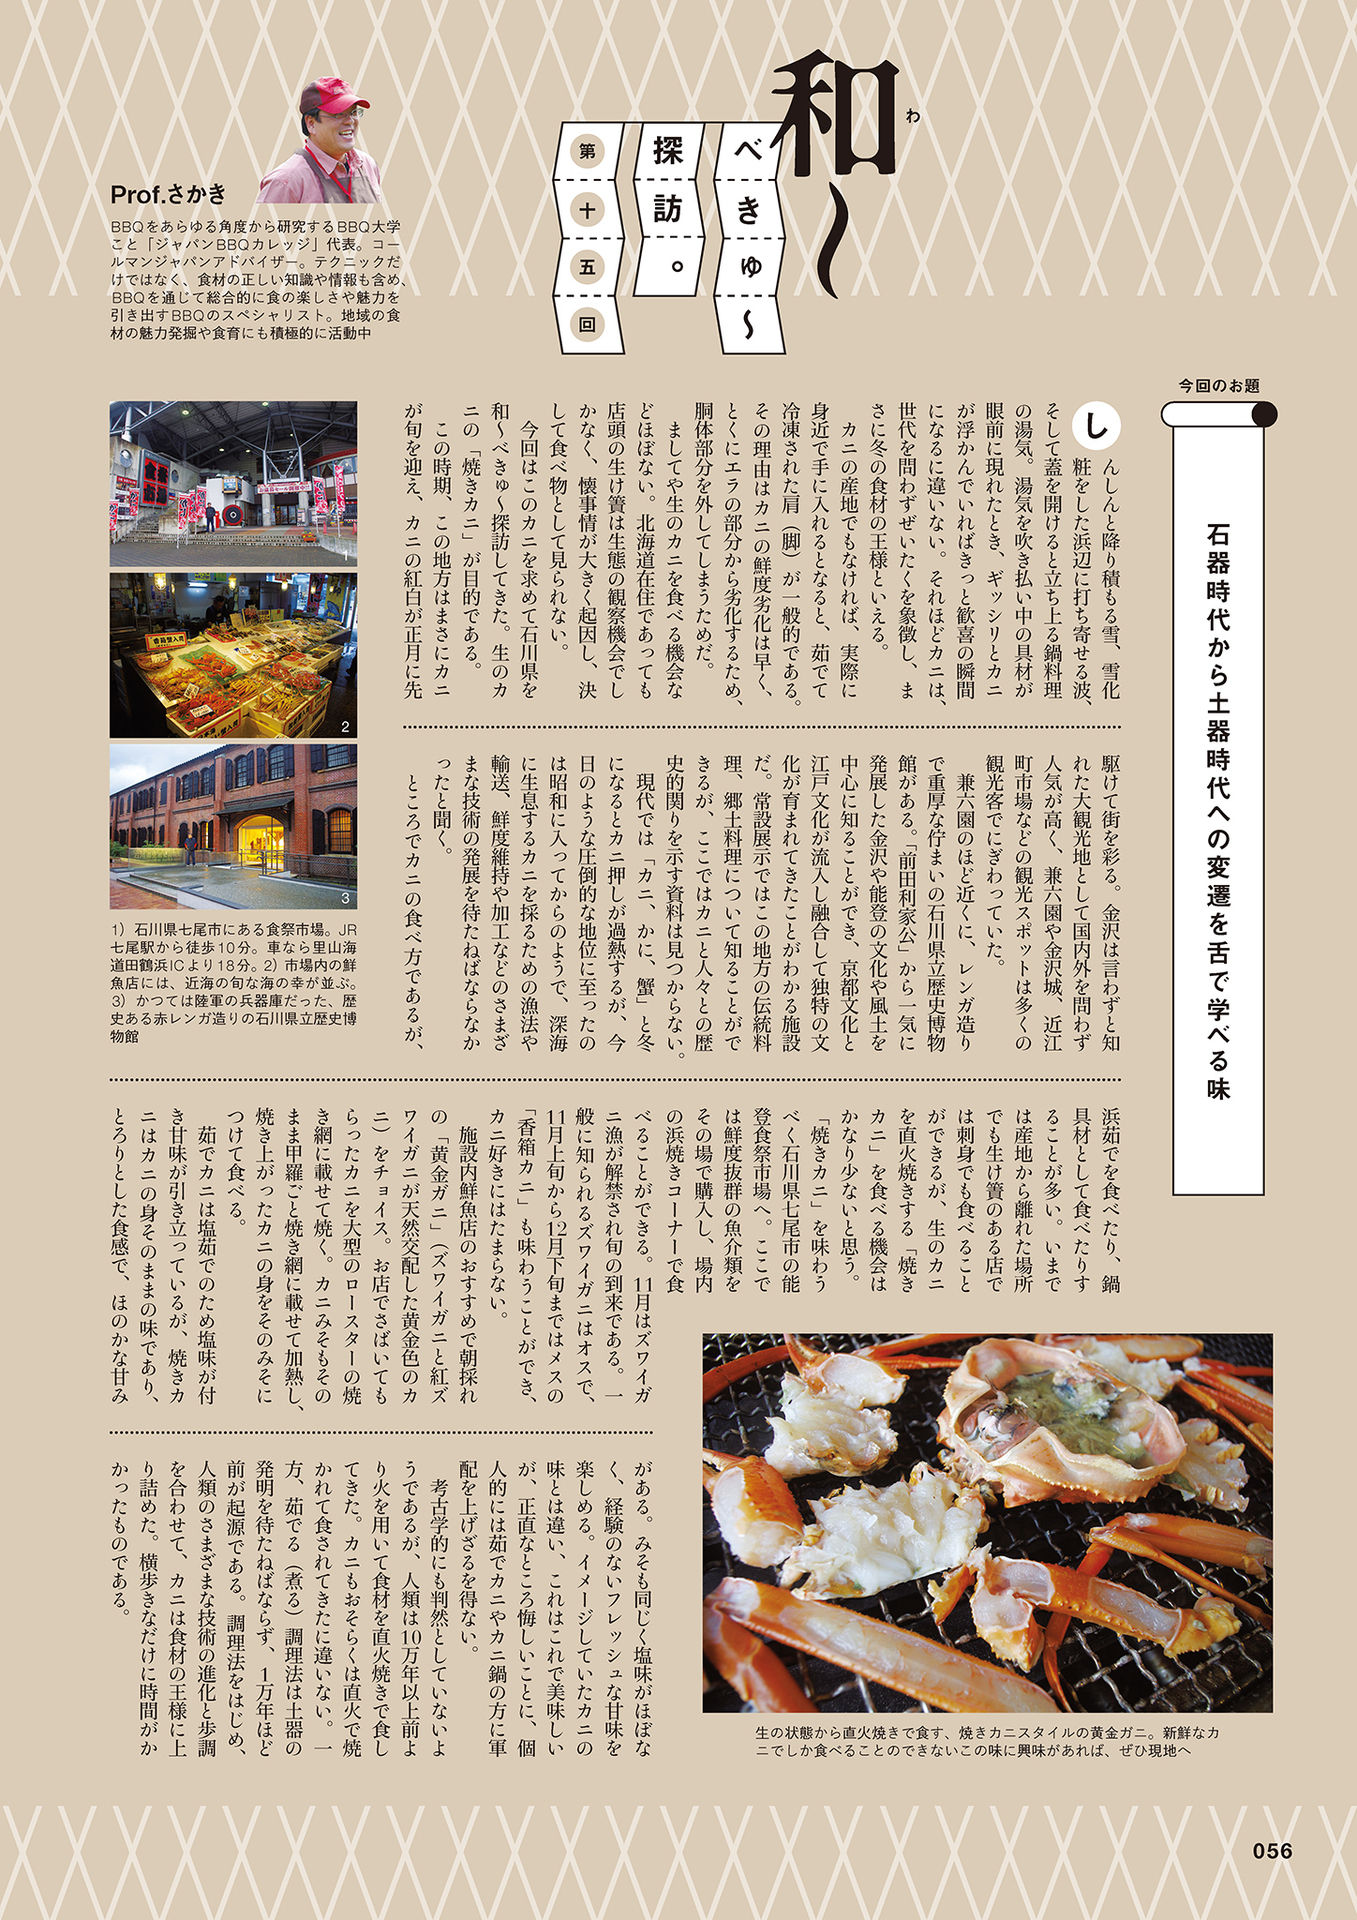 和〜
わ
べきゅ〜
探訪。
第十五回
Prof.さかき
BBQをあらゆる角度から研究するBBQ大学
こと「ジャパンBBQカレッジ」代表。コー
ルマンジャパンアドバイザー。テクニックだ
けではなく、食材の正しい知識や情報も含め、
BBQを通じて総合的に食の楽しさや魅力を
引き出すBBQのスペシャリスト。地域の食
材の魅力発掘や食育にも積極的に活動中
今回のお題
石器時代から土器時代への変遷を舌で学べる味
しんしんと降り積もる雪、雪化
粧をした浜辺に打ち寄せる波、
そして蓋を開けると立ち上る鍋料理
の湯気。湯気を吹き払い中の具材が
眼前に現れたとき、ギッシリとカニ
が浮かんでいればきっと歓喜の瞬間
になるに違いない。それほどカニは、
世代を問わずぜいたくを象徴し、ま
さに冬の食材の王様といえる。
カニの産地でもなければ、実際に
身近で手に入れるとなると、茹でて
冷凍された肩（脚）が一般的である。
その理由はカニの鮮度劣化は早く、
とくにエラの部分から劣化するため、
胴体部分を外してしまうためだ。
ましてや生のカニを食べる機会な
どほぼない。北海道在住であっても
店頭の生け簀は生態の観察機会でし
かなく、懐事情が大きく起因し、決
して食べ物として見られない。
今回はこのカニを求めて石川県を
和〜べきゅ〜探訪してきた。生のカ
ニの「焼きカニ」が目的である。
この時期、この地方はまさにカニ
が旬を迎え、カニの紅白が正月に先
駆けて街を彩る。金沢は言わずと知
れた大観光地として国内外を問わず
人気が高く、兼六園や金沢城、近江
町市場などの観光スポットは多くの
観光客でにぎわっていた。
兼六園のほど近くに、レンガ造り
で重厚な佇まいの石川県立歴史博物
館がある。「前田利家公」から一気に
発展した金沢や能登の文化や風土を
中心に知ることができ、京都文化と
江戸文化が流入し融合して独特の文
化が育まれてきたことがわかる施設
だ。常設展示ではこの地方の伝統料
理、郷土料理について知ることがで
きるが、ここではカニと人々との歴
史的関りを示す資料は見つからない。
現代では「カニ、かに、蟹」と冬
になるとカニ押しが過熱するが、今
日のような圧倒的な地位に至ったの
は昭和に入ってからのようで、深海
に生息するカニを採るための漁法や
輸送、鮮度維持や加工などのさまざ
まな技術の発展を待たねばならなか
ったと聞く。
ところでカニの食べ方であるが、
浜茹でを食べたり、鍋
具材として食べたりす
ることが多い。いまで
は産地から離れた場所
でも生け簀のある店で
は刺身でも食べること
ができるが、生のカニ
を直火焼きする「焼き
カニ」を食べる機会は
かなり少ないと思う。
「焼きカニ」を味わう
べく石川県七尾市の能
登食祭市場へ。ここで
は鮮度抜群の魚介類を
その場で購入し、場内
の浜焼きコーナーで食
べることができる。11月はズワイガ
ニ漁が解禁され旬の到来である。一
般に知られるズワイガニはオスで、
11月上旬から12月下旬まではメスの
「香箱カニ」も味わうことができ、
カニ好きにはたまらない。
施設内鮮魚店のおすすめで朝採れ
の「黄金ガニ」（ズワイガニと紅ズ
ワイガニが天然交配した黄金色のカ
ニ）をチョイス。お店でさばいても
らったカニを大型のロースターの焼
き網に載せて焼く。カニみそもその
まま甲羅ごと焼き網に載せて加熱し、
焼き上がったカニの身をそのみそに
つけて食べる。
茹でカニは塩茹でのため塩味が付
き甘味が引き立っているが、焼きカ
ニはカニの身そのままの味であり、
とろりとした食感で、ほのかな甘み
がある。みそも同じく塩味がほぼな
く、経験のないフレッシュな甘味を
楽しめる。イメージしていたカニの
味とは違い、これはこれで美味しい
が、正直なところ悔しいことに、個
人的には茹でカニやカニ鍋の方に軍
配を上げざるを得ない。
考古学的にも判然としていないよ
うであるが、人類は10万年以上前よ
り火を用いて食材を直火焼きで食し
てきた。カニもおそらくは直火で焼
かれて食されてきたに違いない。一
方、茹でる（煮る）調理法は土器の
発明を待たねばならず、1万年ほど
前が起源である。調理法をはじめ、
人類のさまざまな技術の進化と歩調
を合わせて、カニは食材の王様に上
り詰めた。横歩きなだけに時間がか
かったものである。
1
2
3
1）石川県七尾市にある食祭市場。JR
七尾駅から徒歩10分。車なら里山海
道田鶴浜ICより18分。2）市場内の鮮
魚店には、近海の旬な海の幸が並ぶ。
3）かつては陸軍の兵器庫だった、歴
史ある赤レンガ造りの石川県立歴史博
物館
生の状態から直火焼きで食す、焼きカニスタイルの黄金ガニ。新鮮なカ
ニでしか食べることのできないこの味に興味があれば、ぜひ現地へ
056